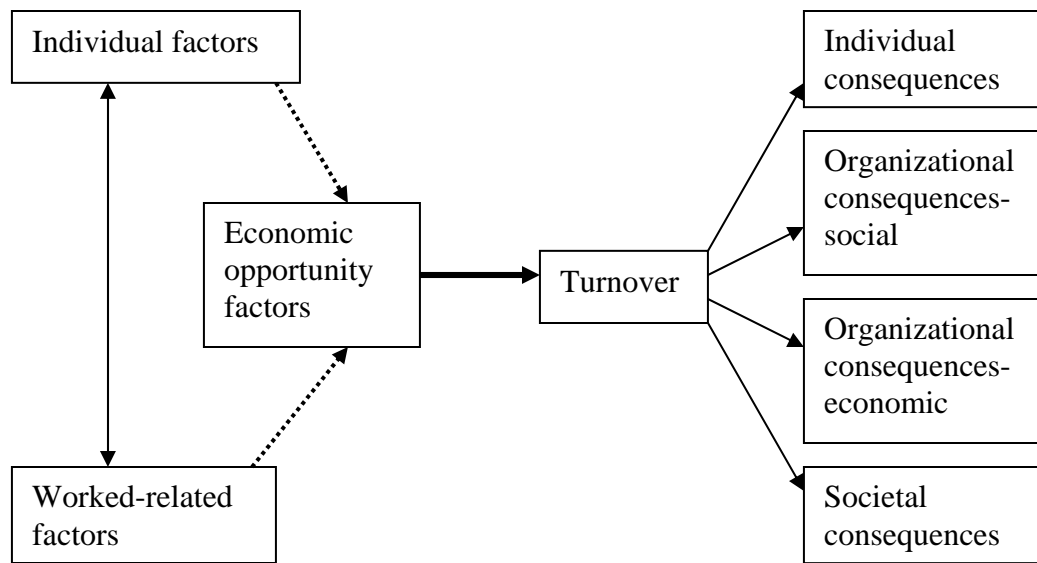 Individual factors
Worked-related
factors
Economic
opportunity
factors
Turnover
Individual
consequences
Organizational
consequences-
social
Organizational
consequences-
economic
Societal
consequences